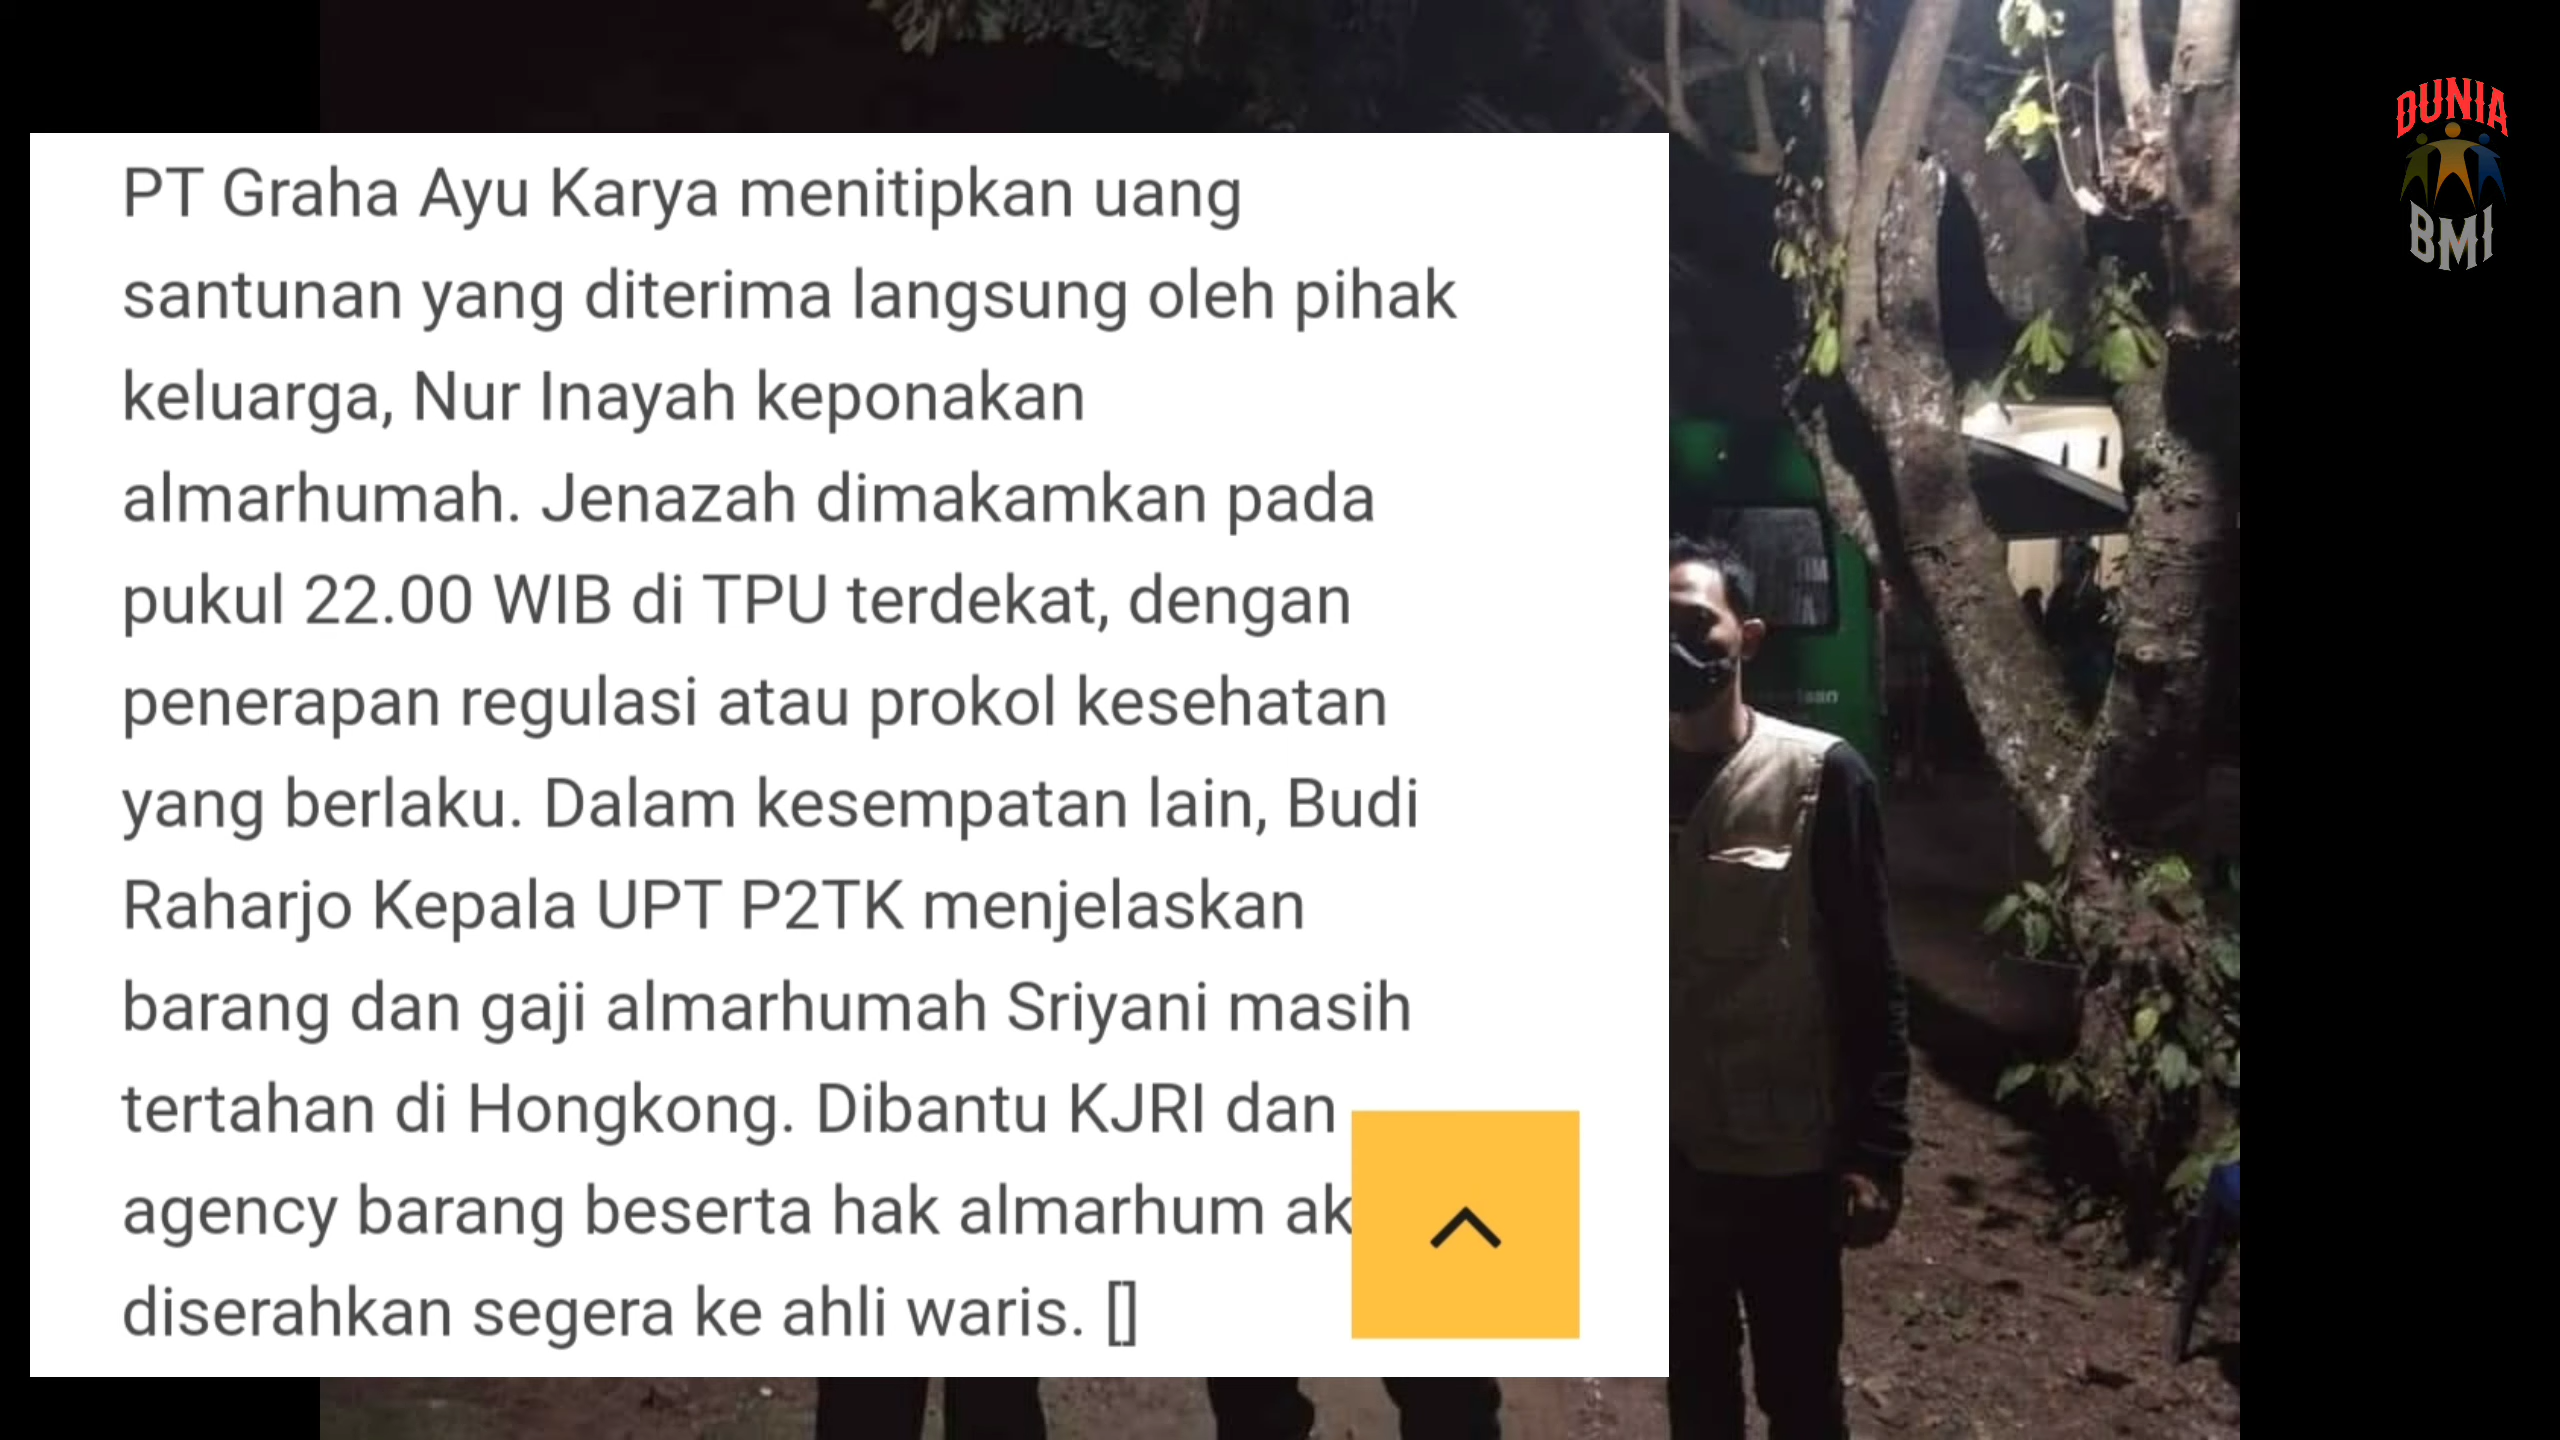 PT Graha Ayu Karya menitipkan uang
santunan yang diterima langsung oleh pihak
keluarga, Nur Inayah keponakan
almarhumah. Jenazah dimakamkan pada
pukul 22.00 WIB di TPU terdekat, dengan
penerapan regulasi atau prokol kesehatan
yang berlaku. Dalam kesempatan lain, Budi
Raharjo Kepala UPT P2TK menjelaskan
barang dan gaji almarhumah Sriyani masih
tertahan di Hongkong. Dibantu KJRI dan
agency barang beserta hak almarhum ak
diserahkan segera ke ahli waris. []
DUNIA
BMI